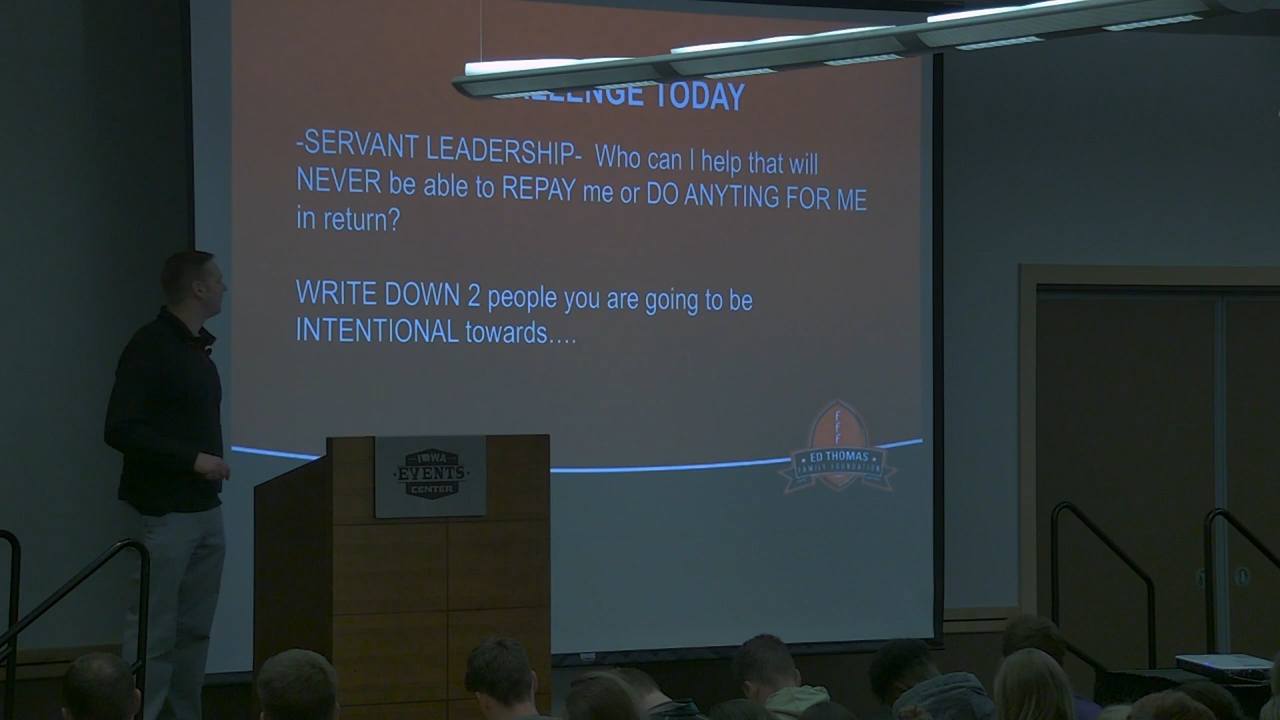 TODAY
-SERVANT LEADERSHIP- Who can I help that will
NEVER be able to REPAY me or DO ANYTING FOR ME
in return?
WRITE DOWN 2 people you are going to be
INTENTIONAL towards....
F
F
F
F
ED THOMAS
FAMILY FOUNDATION
IOWA
EVENTS
CENTER